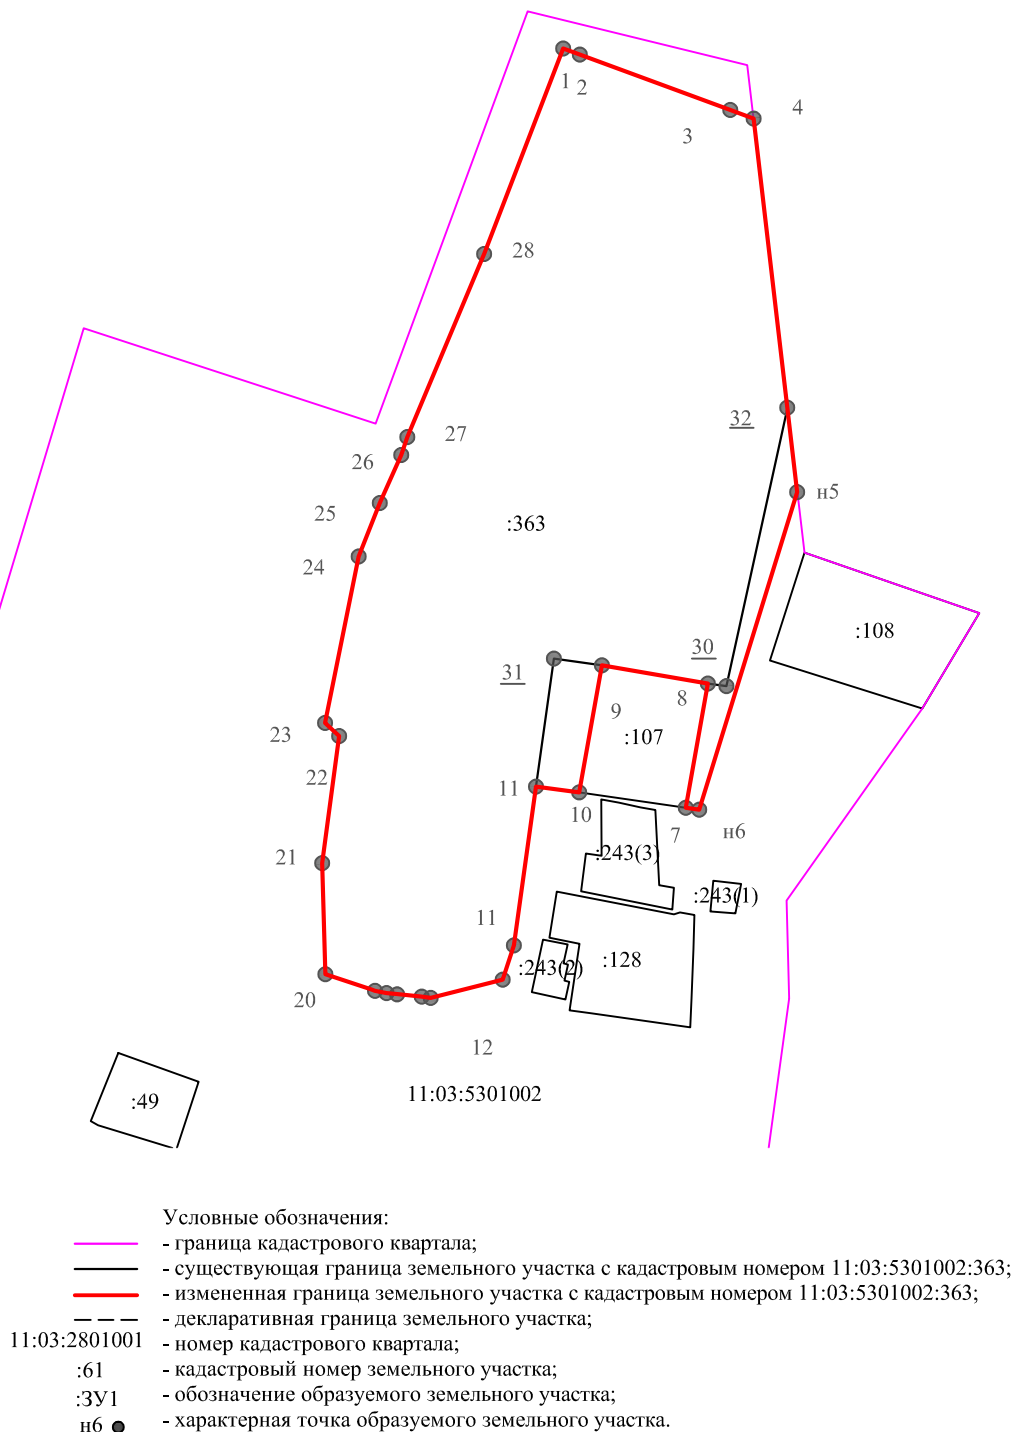 1
2
3
4
28
32
27
26
н5
25
:363
24
:108
30
31
8
9
23
:107
22
11
10
7
н6
:243(3)
21
:243(1)
11
:128
:243(2)
20
12
11:03:5301002
:49
Условные обозначения:
- граница кадастрового квартала;
- существующая граница земельного участка с кадастровым номером 11:03:5301002:363;
- измененная граница земельного участка с кадастровым номером 11:03:5301002:363;
- декларативная граница земельного участка;
11:03:2801001 - номер кадастрового квартала;
:61 - кадастровый номер земельного участка;
:ЗУ1 - обозначение образуемого земельного участка;
н6 - характерная точка образуемого земельного участка.